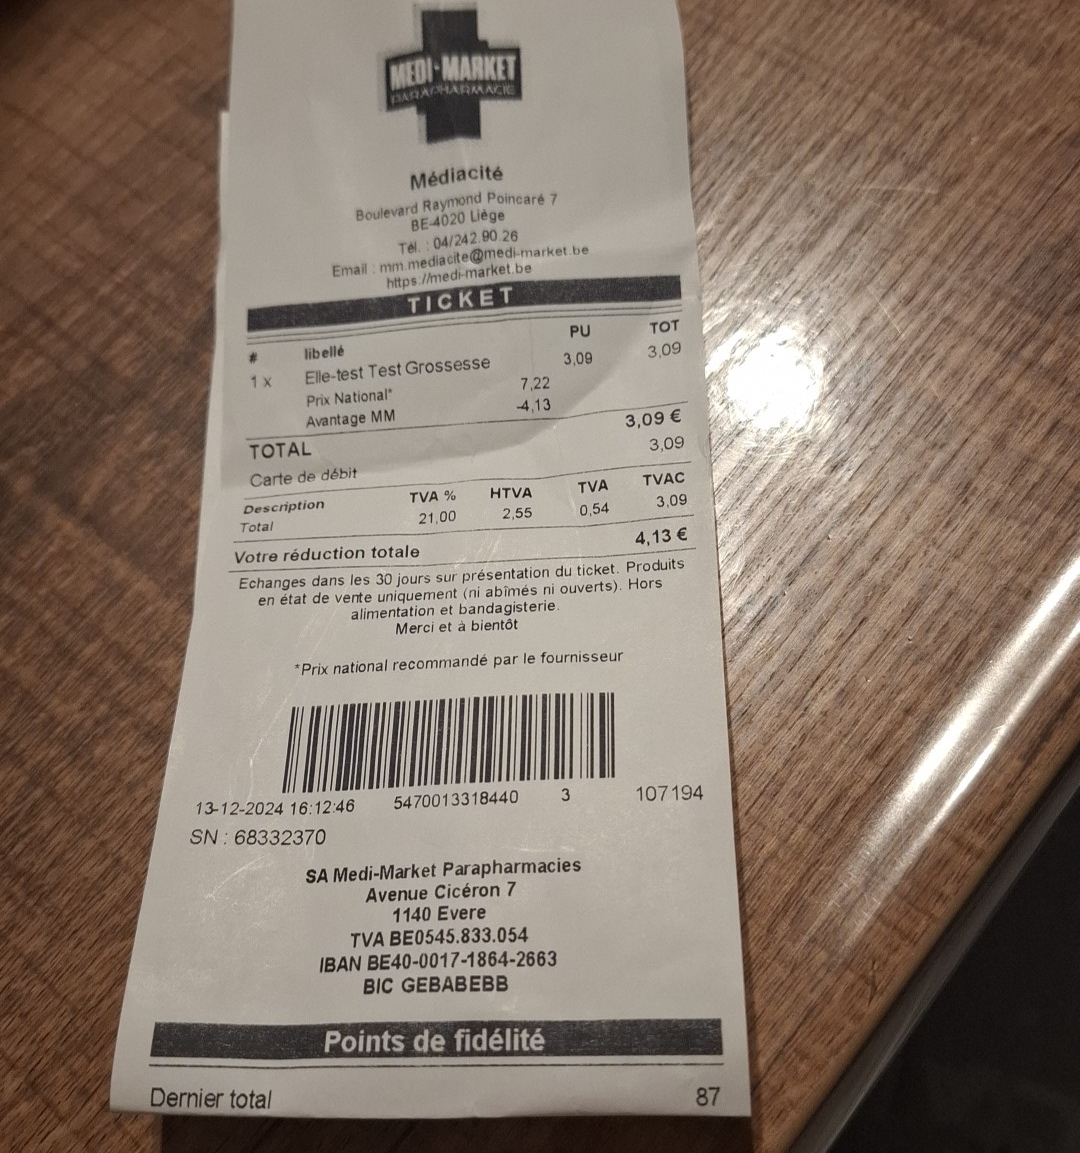 MEDI-MARKET
PARAPHARMACIE
Médiacité
Boulevard Raymond Poincaré 7
BE-4020 Liège
Tél. : 04/242.90.26
Email : mm.mediacite@medi-market.be
https://medi-market.be
TICKET
# libellé PU TOT
1 x Elle-test Test Grossesse 3,09 3,09
Prix National* 7,22
Avantage MM -4,13
TOTAL 3,09 €
Carte de débit 3,09
Description TVA % HTVA TVA TVAC
Total 21,00 2,55 0,54 3,09
Votre réduction totale 4,13 €
Echanges dans les 30 jours sur présentation du ticket. Produits
en état de vente uniquement (ni abîmés ni ouverts). Hors
alimentation et bandagisterie.
Merci et à bientôt
*Prix national recommandé par le fournisseur
13-12-2024 16:12:46 5470013318440 3 107194
SN : 68332370
SA Medi-Market Parapharmacies
Avenue Cicéron 7
1140 Evere
TVA BE0545.833.054
IBAN BE40-0017-1864-2663
BIC GEBABEBB
Points de fidélité
Dernier total 87